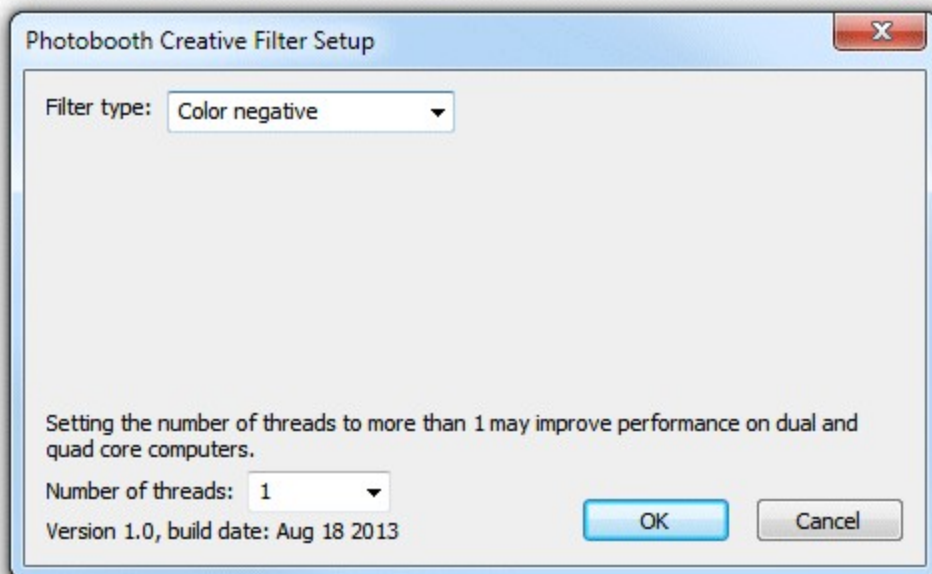 Photobooth Creative Filter Setup
Filter type: Color negative
Setting the number of threads to more than 1 may improve performance on dual and
quad core computers.
Number of threads: 1
Version 1.0, build date: Aug 18 2013
OK Cancel